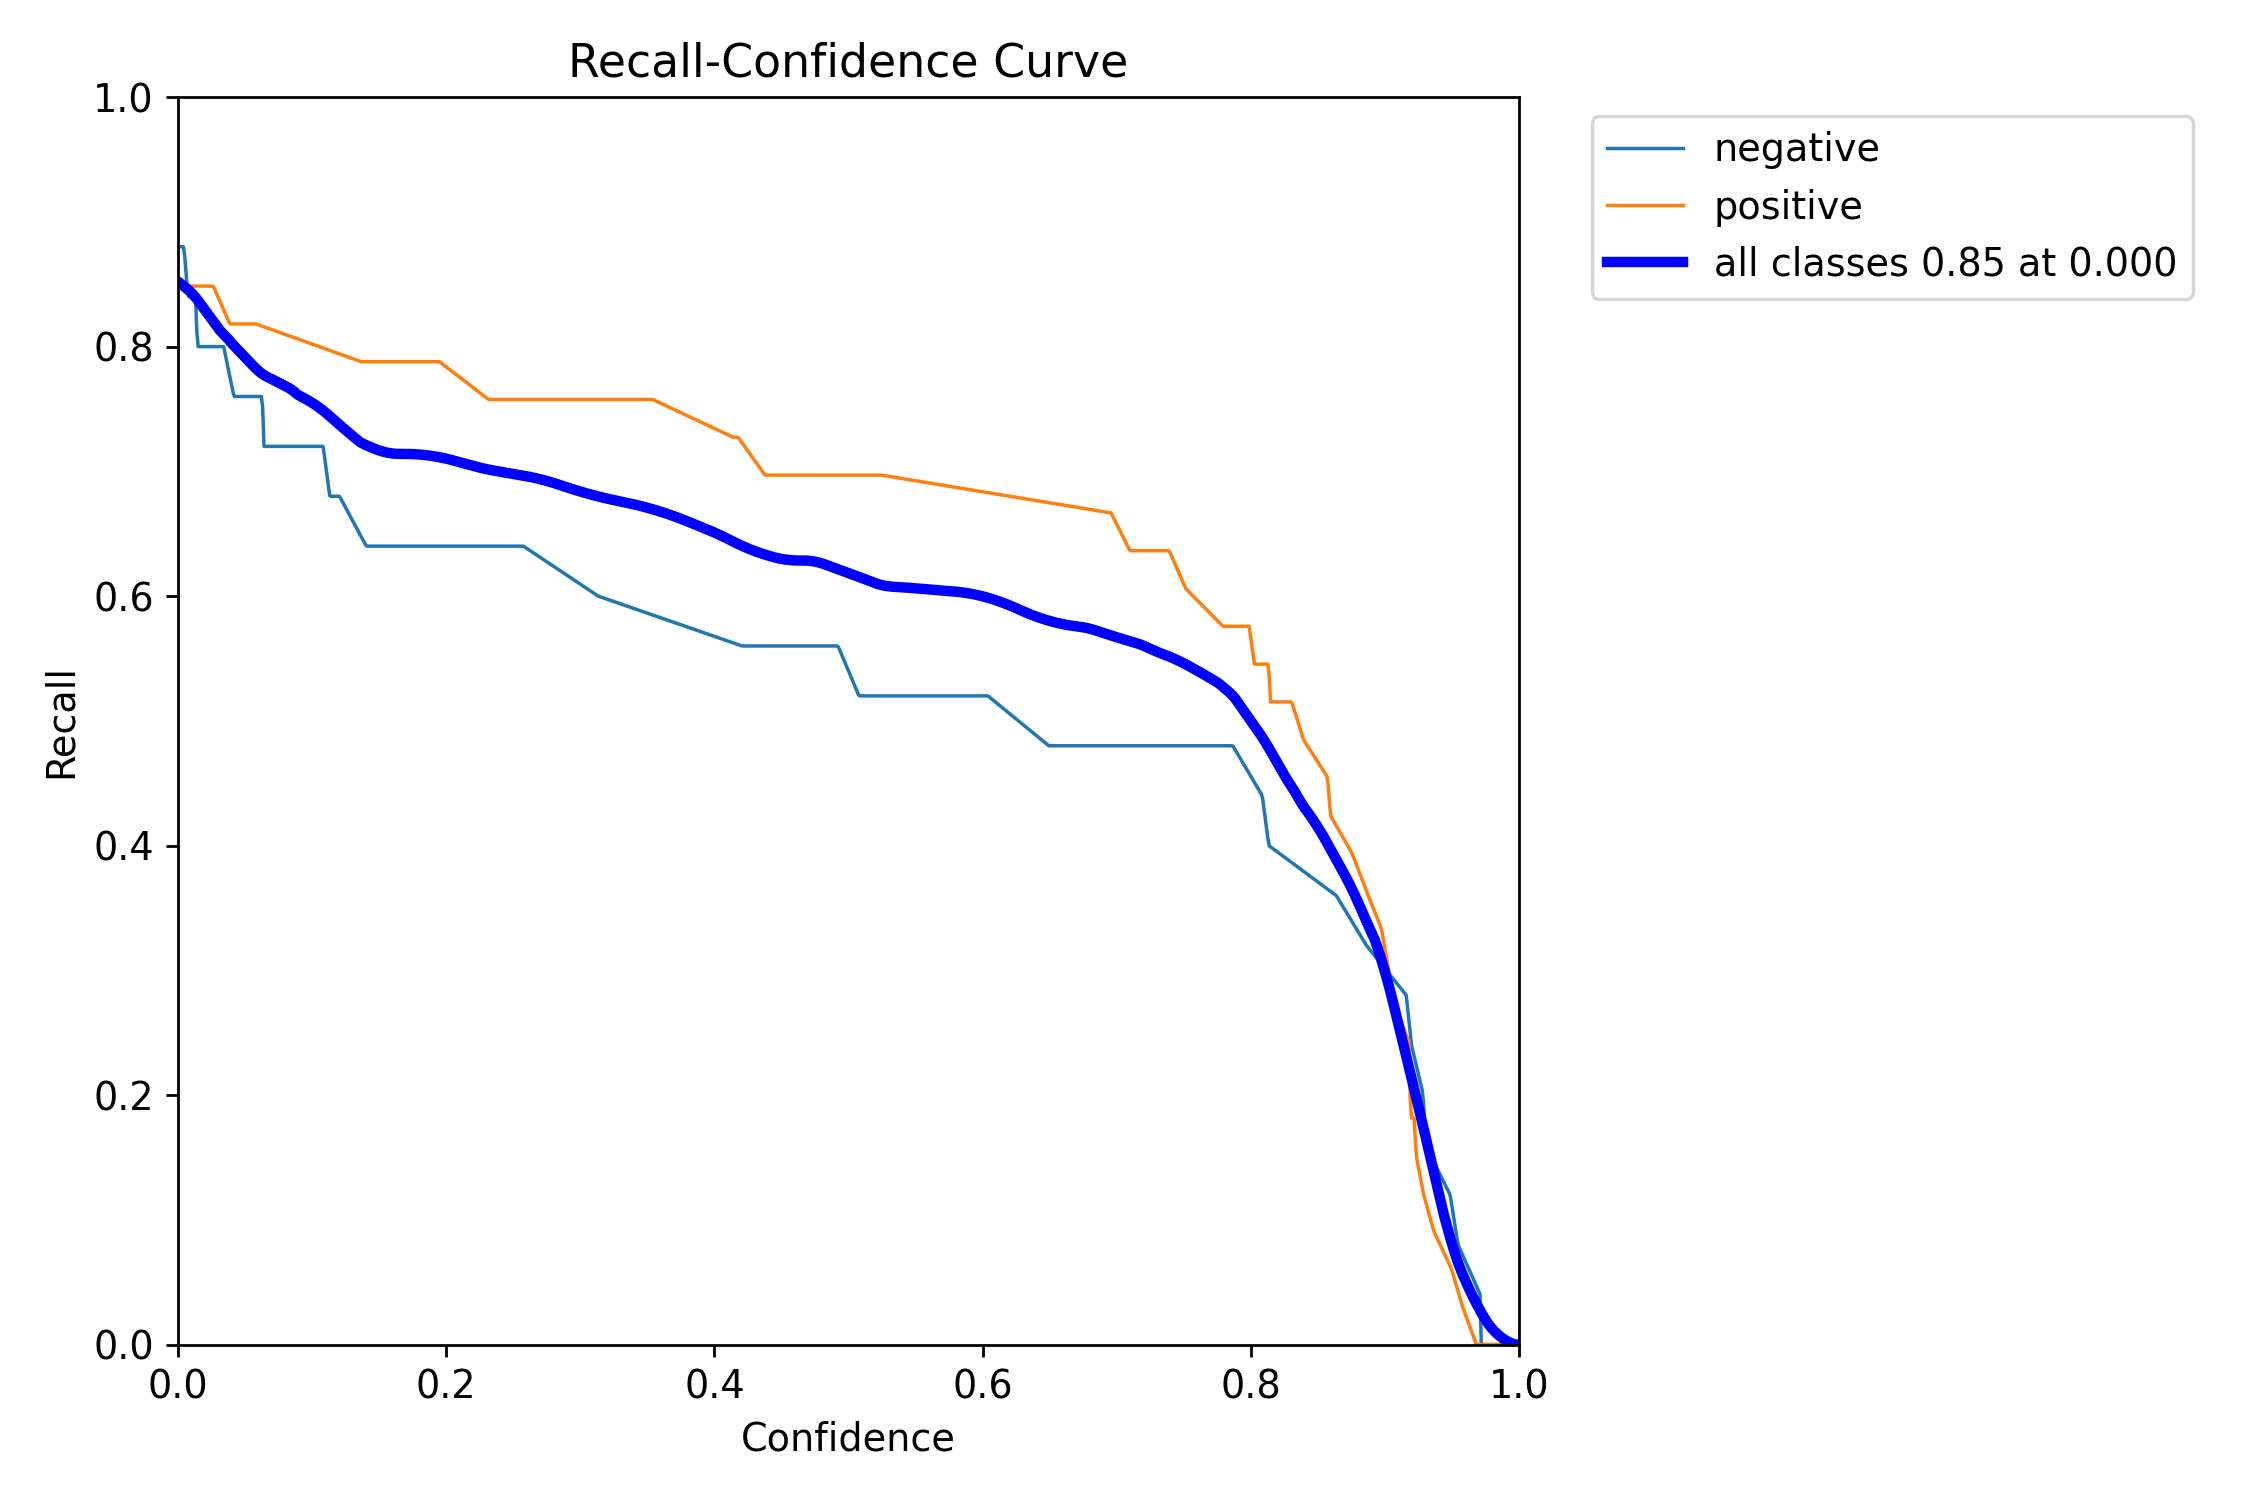 Recall-Confidence Curve
1.0
0.8
0.6
0.4
0.2
0.0
Recall
0.0 0.2 0.4 0.6 0.8 1.0
Confidence
negative
positive
all classes 0.85 at 0.000